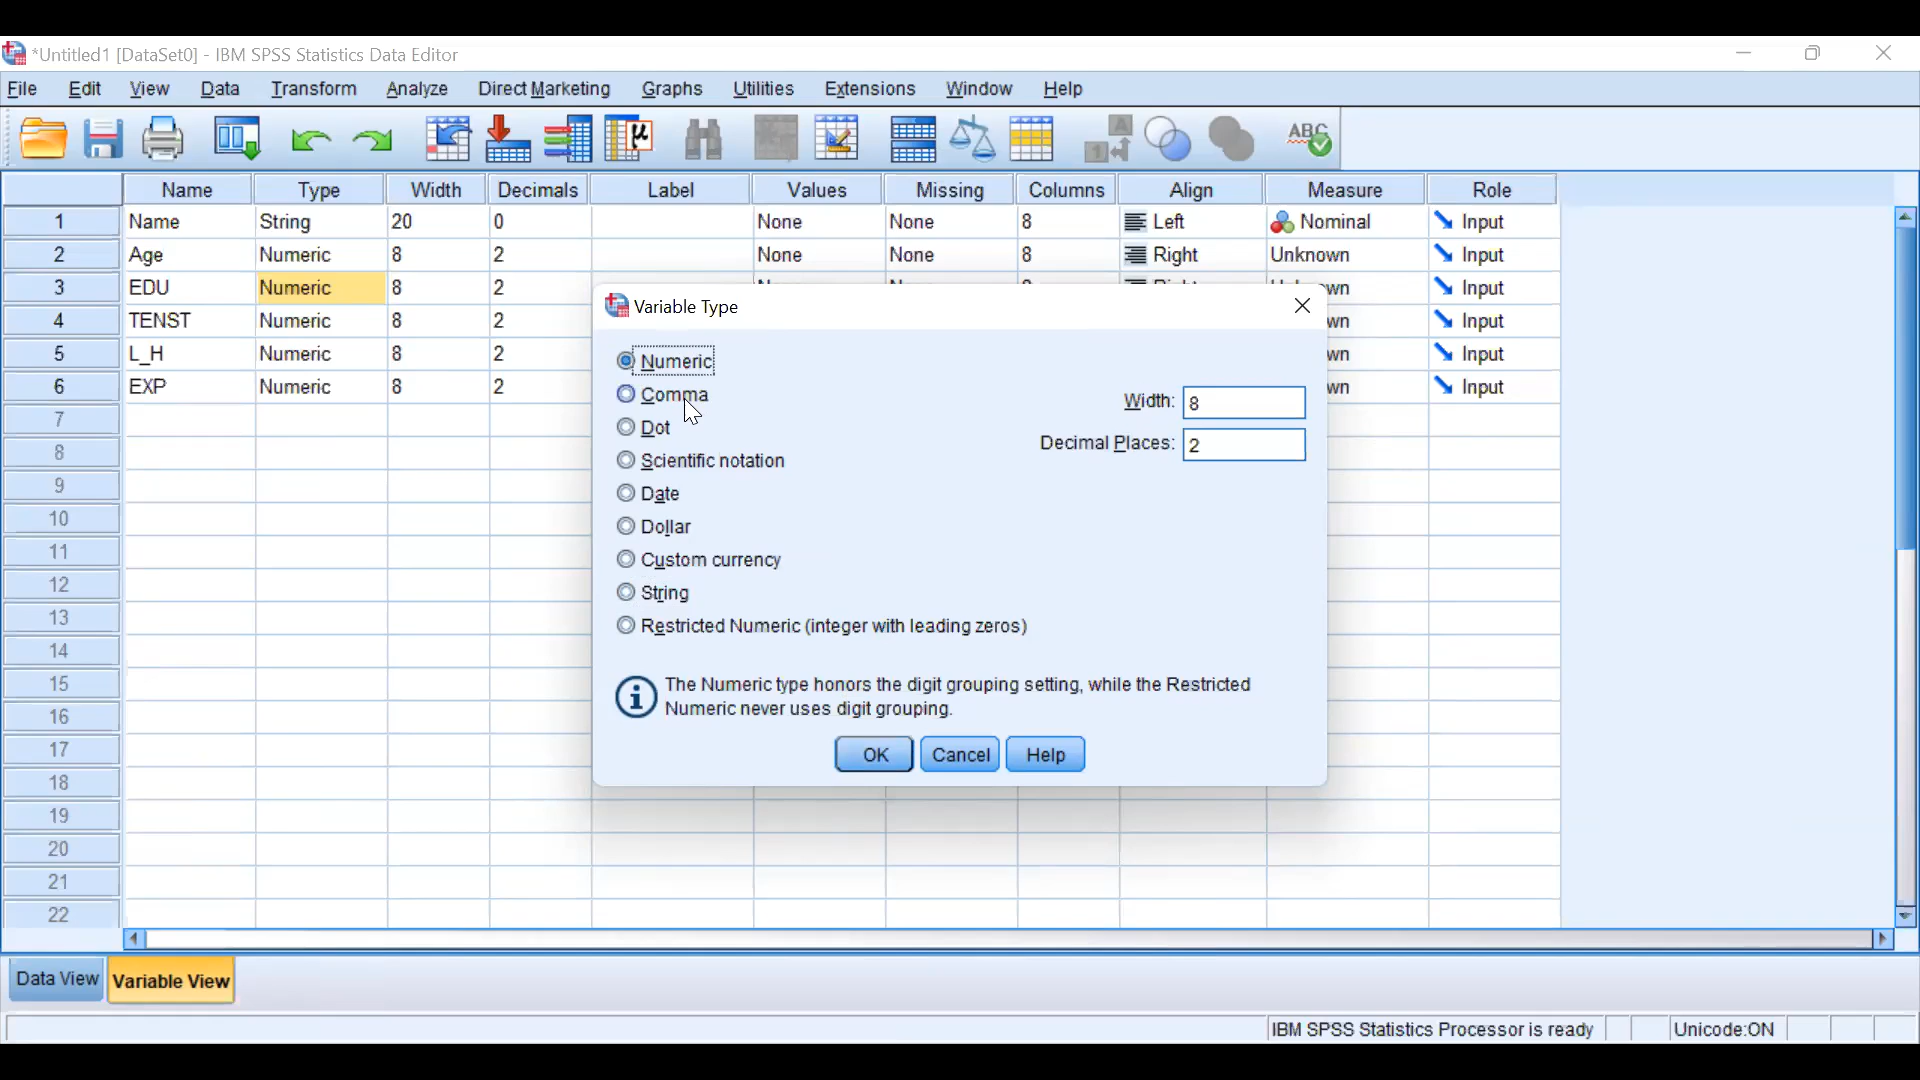 *Untitled1 [DataSet0] - IBM SPSS Statistics Data Editor
File Edit View Data Transform Analyze Direct Marketing Graphs Utilities Extensions Window Help
Name Type Width Decimals Label Values Missing Columns Align Measure Role
1 Name String 20 0 None None 8 Left Nominal Input
2 Age Numeric 8 2 None None 8 Right Unknown Input
3 EDU Numeric 8 2 Input
4 TENST Numeric 8 2 Input
5 L_H Numeric 8 2 Input
6 EXP Numeric 8 2 Input
7
8
9
10
11
12
13
14
15
16
17
18
19
20
21
22
Variable Type
Numeric
Comma
Dot
Scientific notation
Date
Dollar
Custom currency
String
Restricted Numeric (integer with leading zeros)
Width: 8
Decimal Places: 2
The Numeric type honors the digit grouping setting, while the Restricted
Numeric never uses digit grouping.
OK Cancel Help
Data View Variable View
IBM SPSS Statistics Processor is ready Unicode:ON